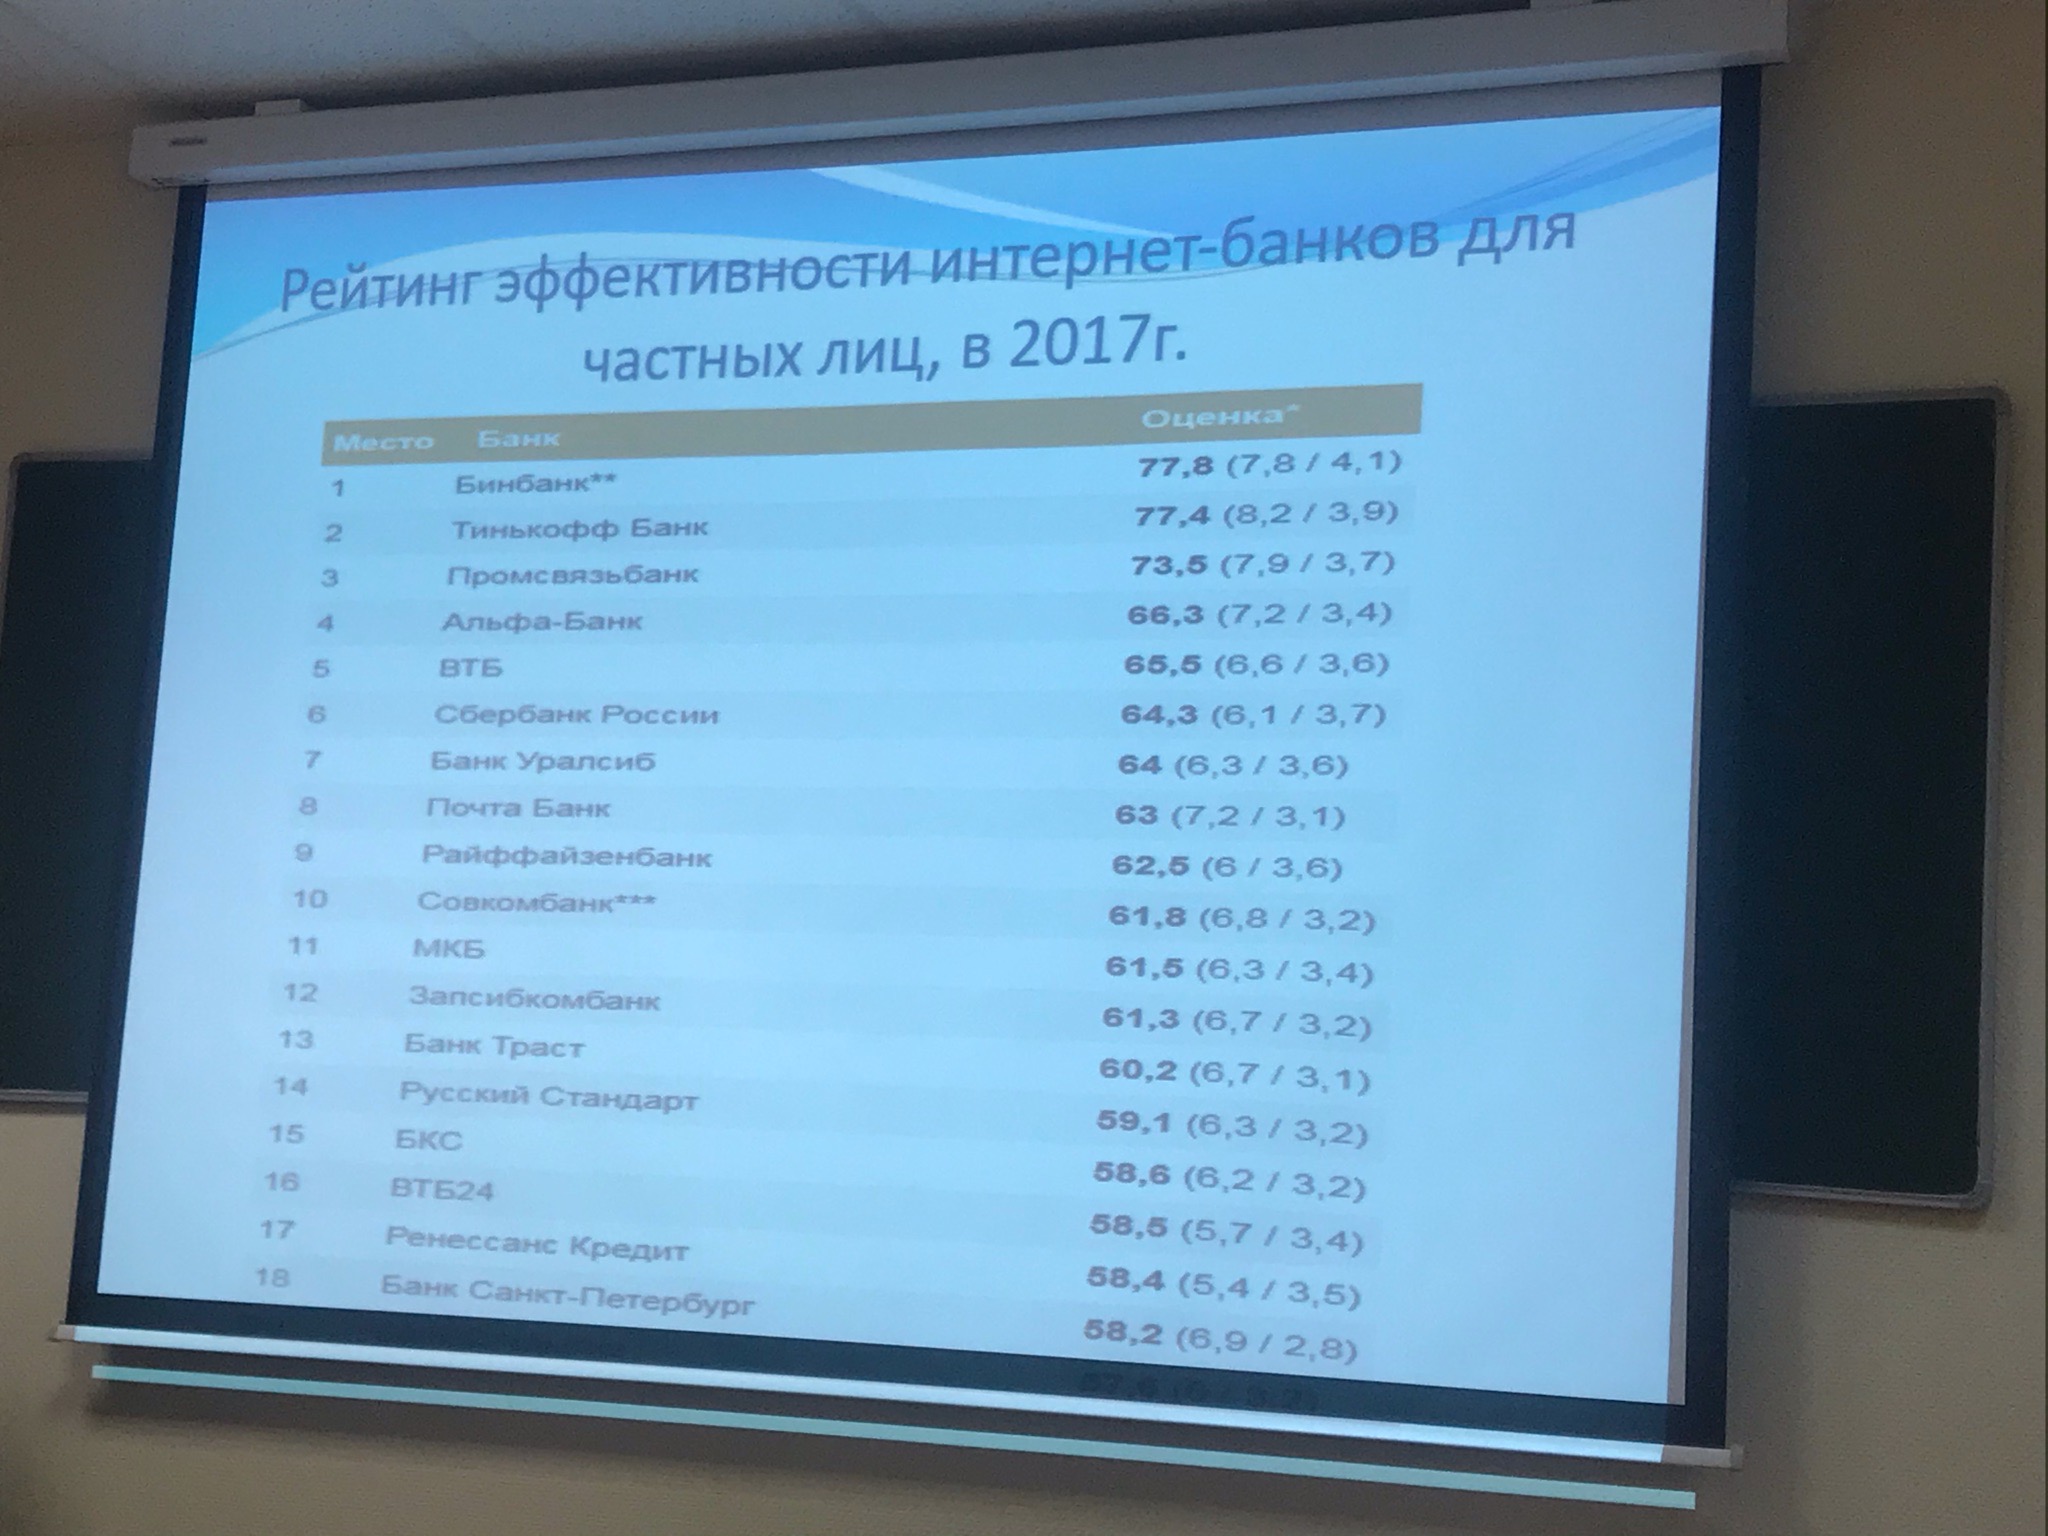 Рейтинг эффективности интернет-банков для
частных лиц, в 2017г.
Место Банк Оценка*
1 Бинбанк** 77,8 (7,8 / 4,1)
2 Тинькофф Банк 77,4 (8,2 / 3,9)
3 Промсвязьбанк 73,5 (7,9 / 3,7)
4 Альфа-Банк 66,3 (7,2 / 3,4)
5 ВТБ 65,5 (6,6 / 3,6)
6 Сбербанк России 64,3 (6,1 / 3,7)
7 Банк Уралсиб 64 (6,3 / 3,6)
8 Почта Банк 63 (7,2 / 3,1)
9 Райффайзенбанк 62,5 (6 / 3,6)
10 Совкомбанк*** 61,8 (6,8 / 3,2)
11 МКБ 61,5 (6,3 / 3,4)
12 Запсибкомбанк 61,3 (6,7 / 3,2)
13 Банк Траст 60,2 (6,7 / 3,1)
14 Русский Стандарт 59,1 (6,3 / 3,2)
15 БКС 58,6 (6,2 / 3,2)
16 ВТБ24 58,5 (5,7 / 3,4)
17 Ренессанс Кредит 58,4 (5,4 / 3,5)
18 Банк Санкт-Петербург 58,2 (6,9 / 2,8)